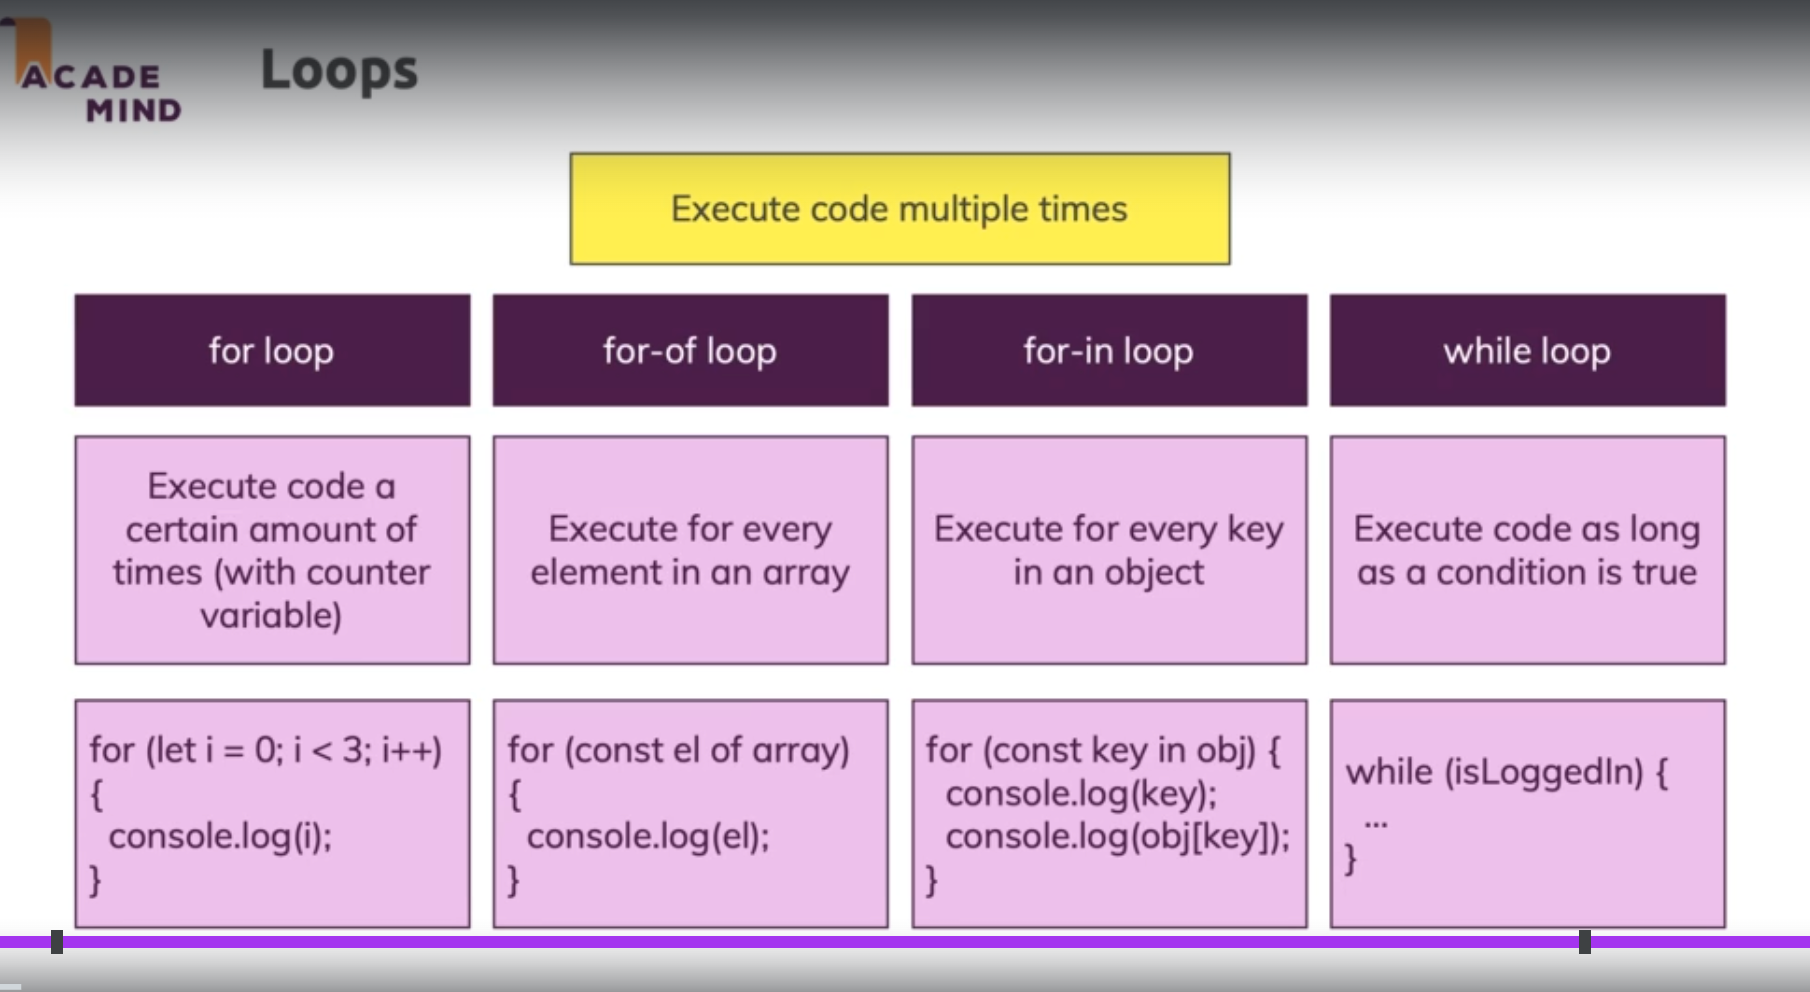 ACADE
MIND
Loops
Execute code multiple times
for loop
for-of loop
for-in loop
while loop
Execute code a
certain amount of
times (with counter
variable)
Execute for every
element in an array
Execute for every key
in an object
Execute code as long
as a condition is true
for (let i = 0; i < 3; i++)
{
console.log(i);
}
for (const el of array)
{
console.log(el);
}
for (const key in obj) {
console.log(key);
console.log(obj[key]);
}
while (isLoggedIn) {
...
}